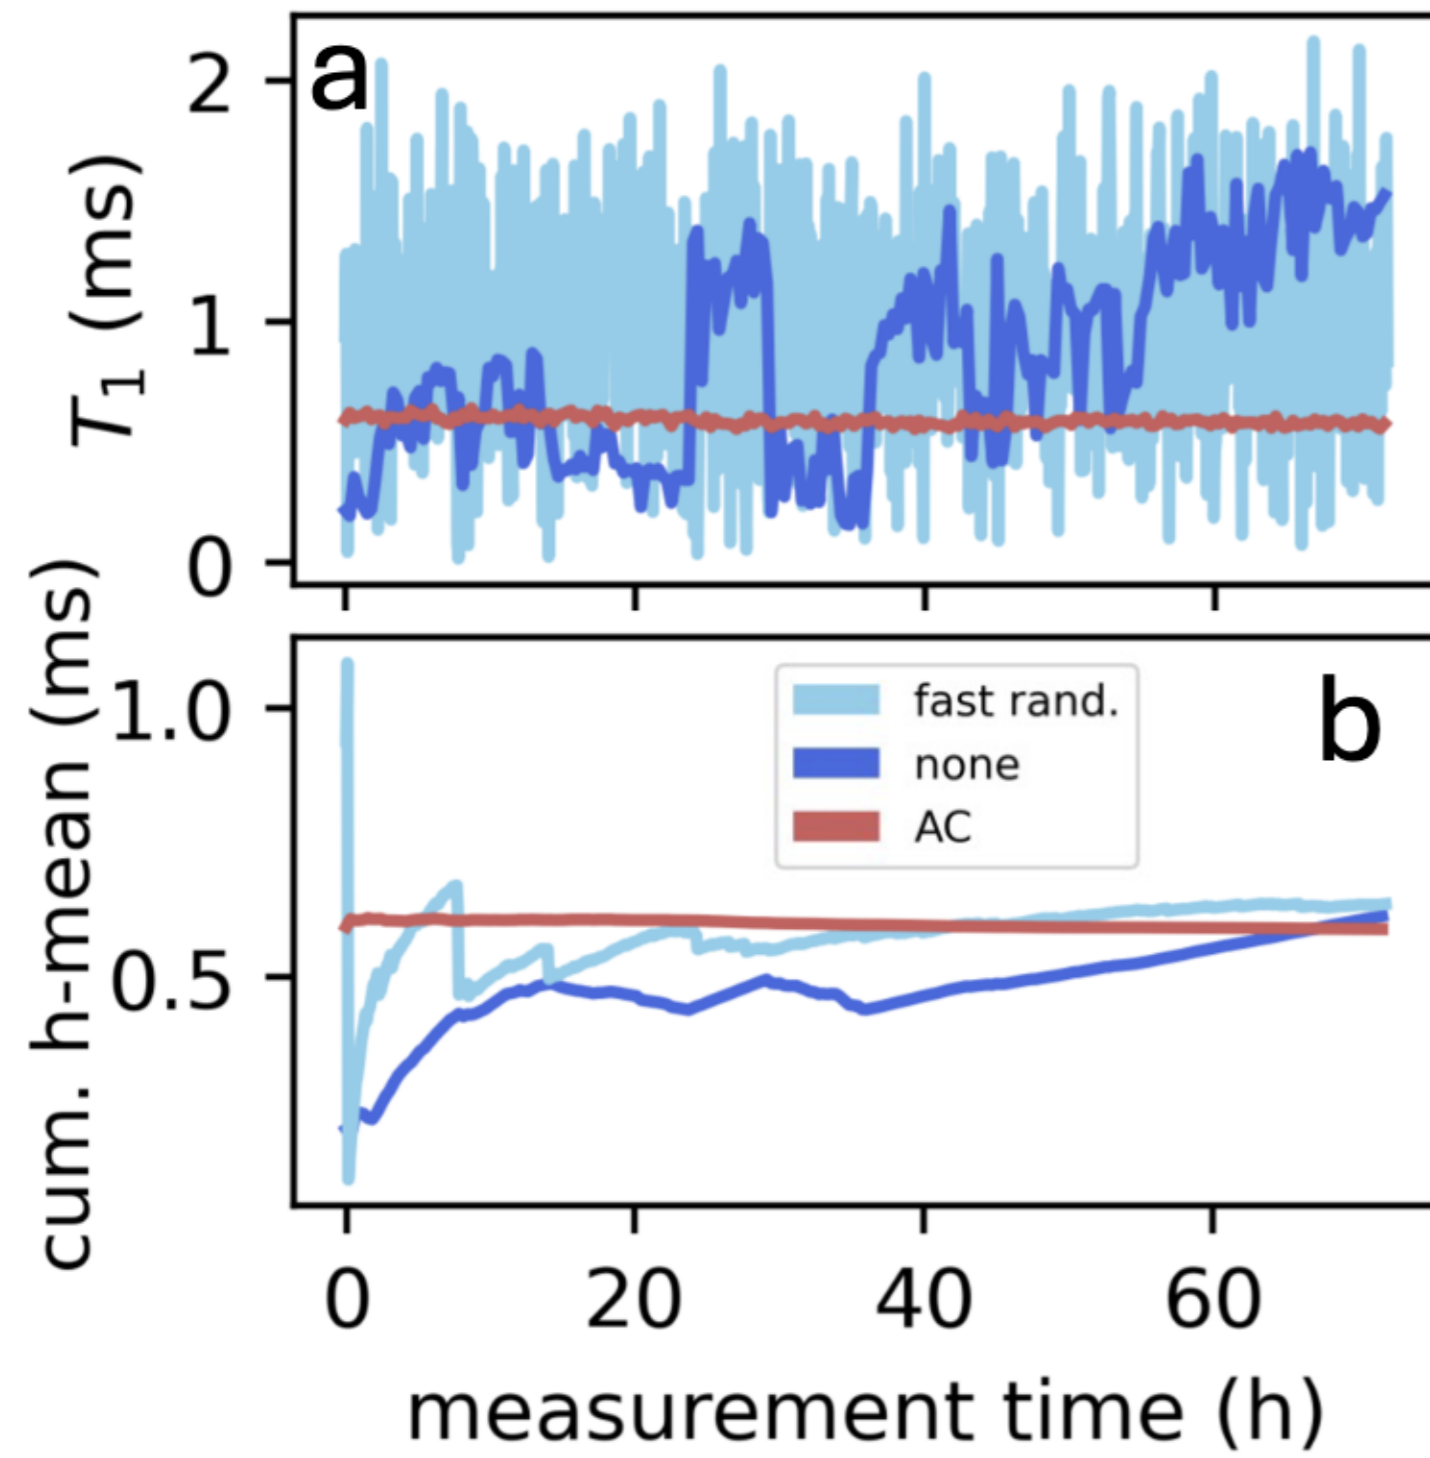 a
2
1
0
T₁ (ms)
b
fast rand.
none
AC
1.0
0.5
cum. h-mean (ms)
0 20 40 60
measurement time (h)